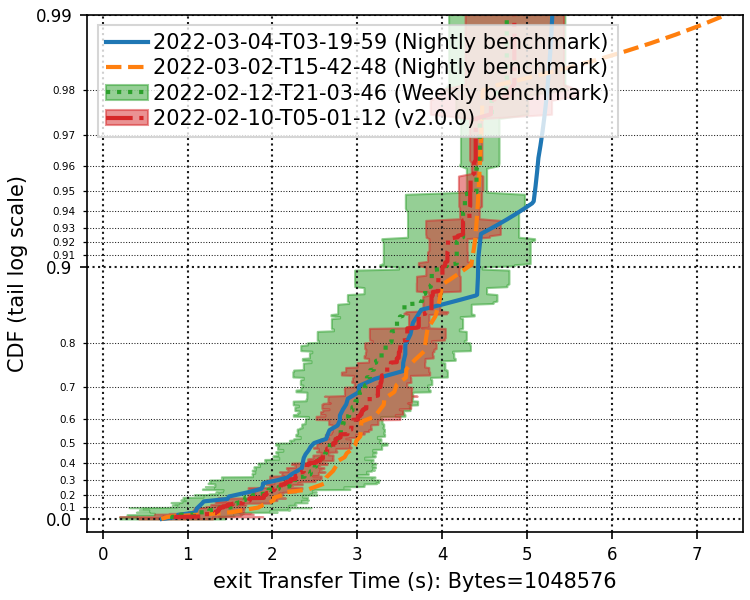 0.99
2022-03-04-T03-19-59 (Nightly benchmark)
2022-03-02-T15-42-48 (Nightly benchmark)
2022-02-12-T21-03-46 (Weekly benchmark)
2022-02-10-T05-01-12 (v2.0.0)
0.98
0.97
0.96
0.95
0.94
0.93
0.92
0.91
0.9
0.8
0.7
0.6
0.5
0.4
0.3
0.2
0.1
0.0
CDF (tail log scale)
0 1 2 3 4 5 6 7
exit Transfer Time (s): Bytes=1048576